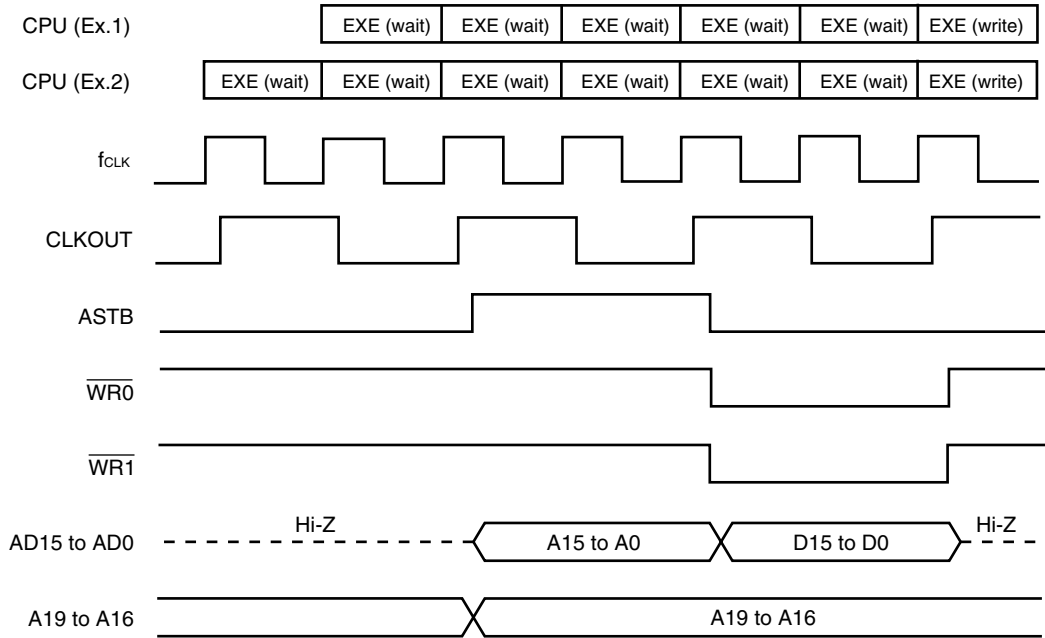 CPU (Ex.1) EXE (wait) EXE (wait) EXE (wait) EXE (wait) EXE (wait) EXE (write)
CPU (Ex.2) EXE (wait) EXE (wait) EXE (wait) EXE (wait) EXE (wait) EXE (wait) EXE (write)
fCLK
CLKOUT
ASTB
WR0
WR1
AD15 to AD0 Hi-Z A15 to A0 D15 to D0 Hi-Z
A19 to A16 A19 to A16